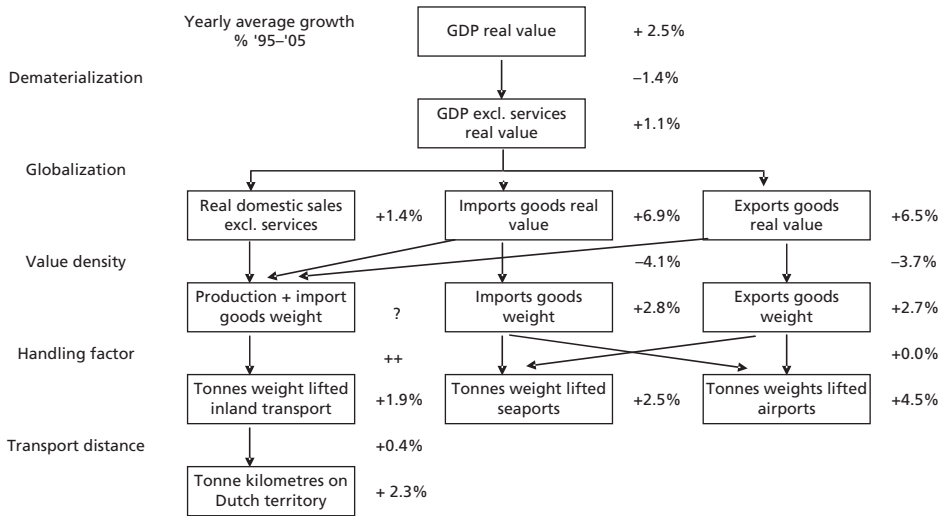 Yearly average growth
% '95–'05
GDP real value
+ 2.5%
Dematerialization
–1.4%
GDP excl. services
real value
+1.1%
Globalization
Real domestic sales
excl. services
+1.4%
Imports goods real
value
+6.9%
Exports goods
real value
+6.5%
Value density
–4.1%
–3.7%
Production + import
goods weight
?
Imports goods
weight
+2.8%
Exports goods
weight
+2.7%
Handling factor
++
+0.0%
Tonnes weight lifted
inland transport
+1.9%
Tonnes weight lifted
seaports
+2.5%
Tonnes weights lifted
airports
+4.5%
Transport distance
+0.4%
Tonne kilometres on
Dutch territory
+ 2.3%